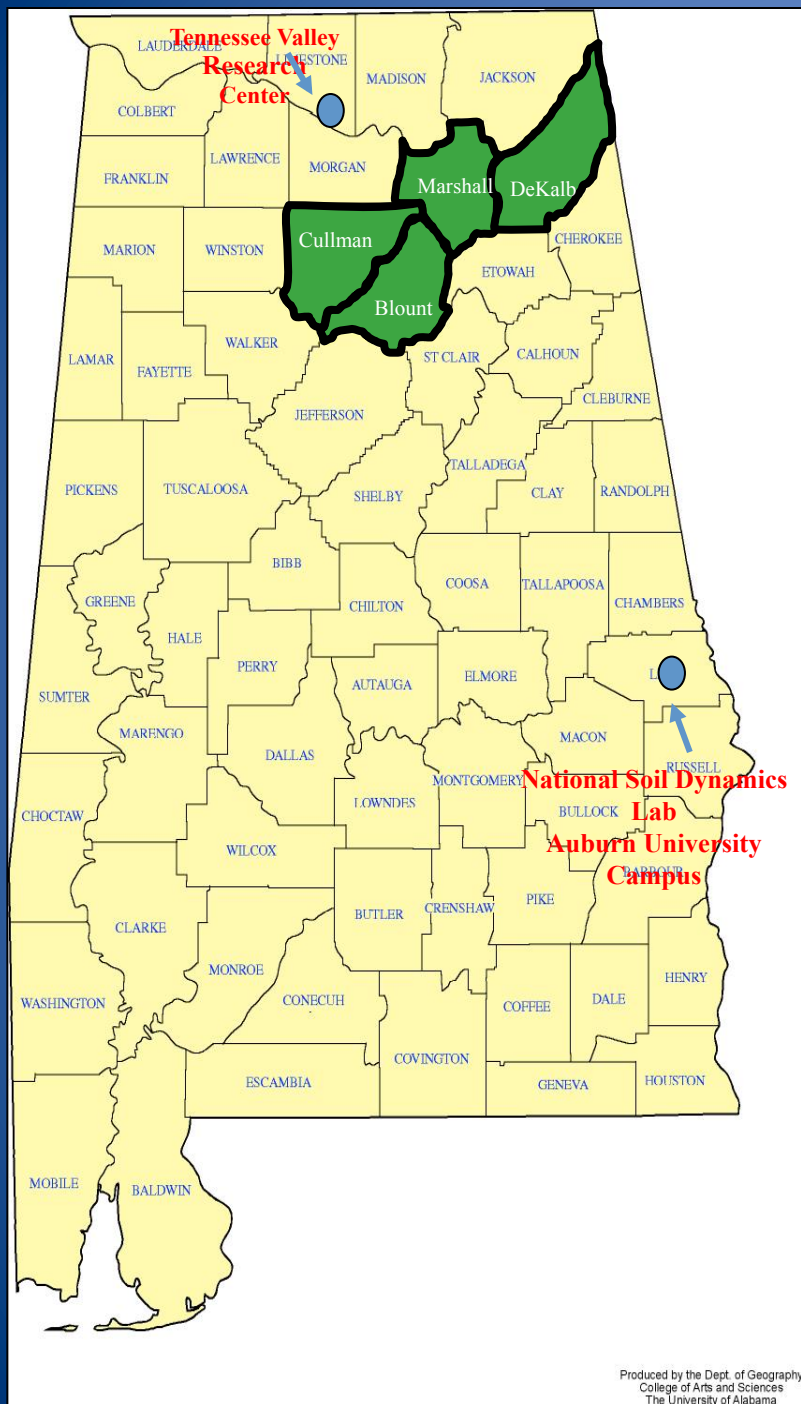 Tennessee Valley
Research
Center
LAUDERDALE
LIMESTONE
MADISON
JACKSON
COLBERT
LAWRENCE
MORGAN
FRANKLIN
Marshall
DeKalb
CHEROKEE
MARION
WINSTON
Cullman
ETOWAH
Blount
WALKER
ST CLAIR
CALHOUN
LAMAR
FAYETTE
CLEBURNE
JEFFERSON
TALLADEGA
PICKENS
TUSCALOOSA
SHELBY
CLAY
RANDOLPH
BIBB
COOSA
TALLAPOOSA
CHAMBERS
GREENE
CHILTON
HALE
PERRY
AUTAUGA
ELMORE
L
SUMTER
MARENGO
DALLAS
MACON
RUSSELL
MONTGOMERY
National Soil Dynamics
Lab
Auburn University
Campus
LOWNDES
BULLOCK
CHOCTAW
WILCOX
BARBOUR
CLARKE
BUTLER
CRENSHAW
PIKE
MONROE
HENRY
WASHINGTON
CONECUH
COFFEE
DALE
COVINGTON
ESCAMBIA
GENEVA
HOUSTON
MOBILE
BALDWIN
Produced by the Dept. of Geography
College of Arts and Sciences
The University of Alabama